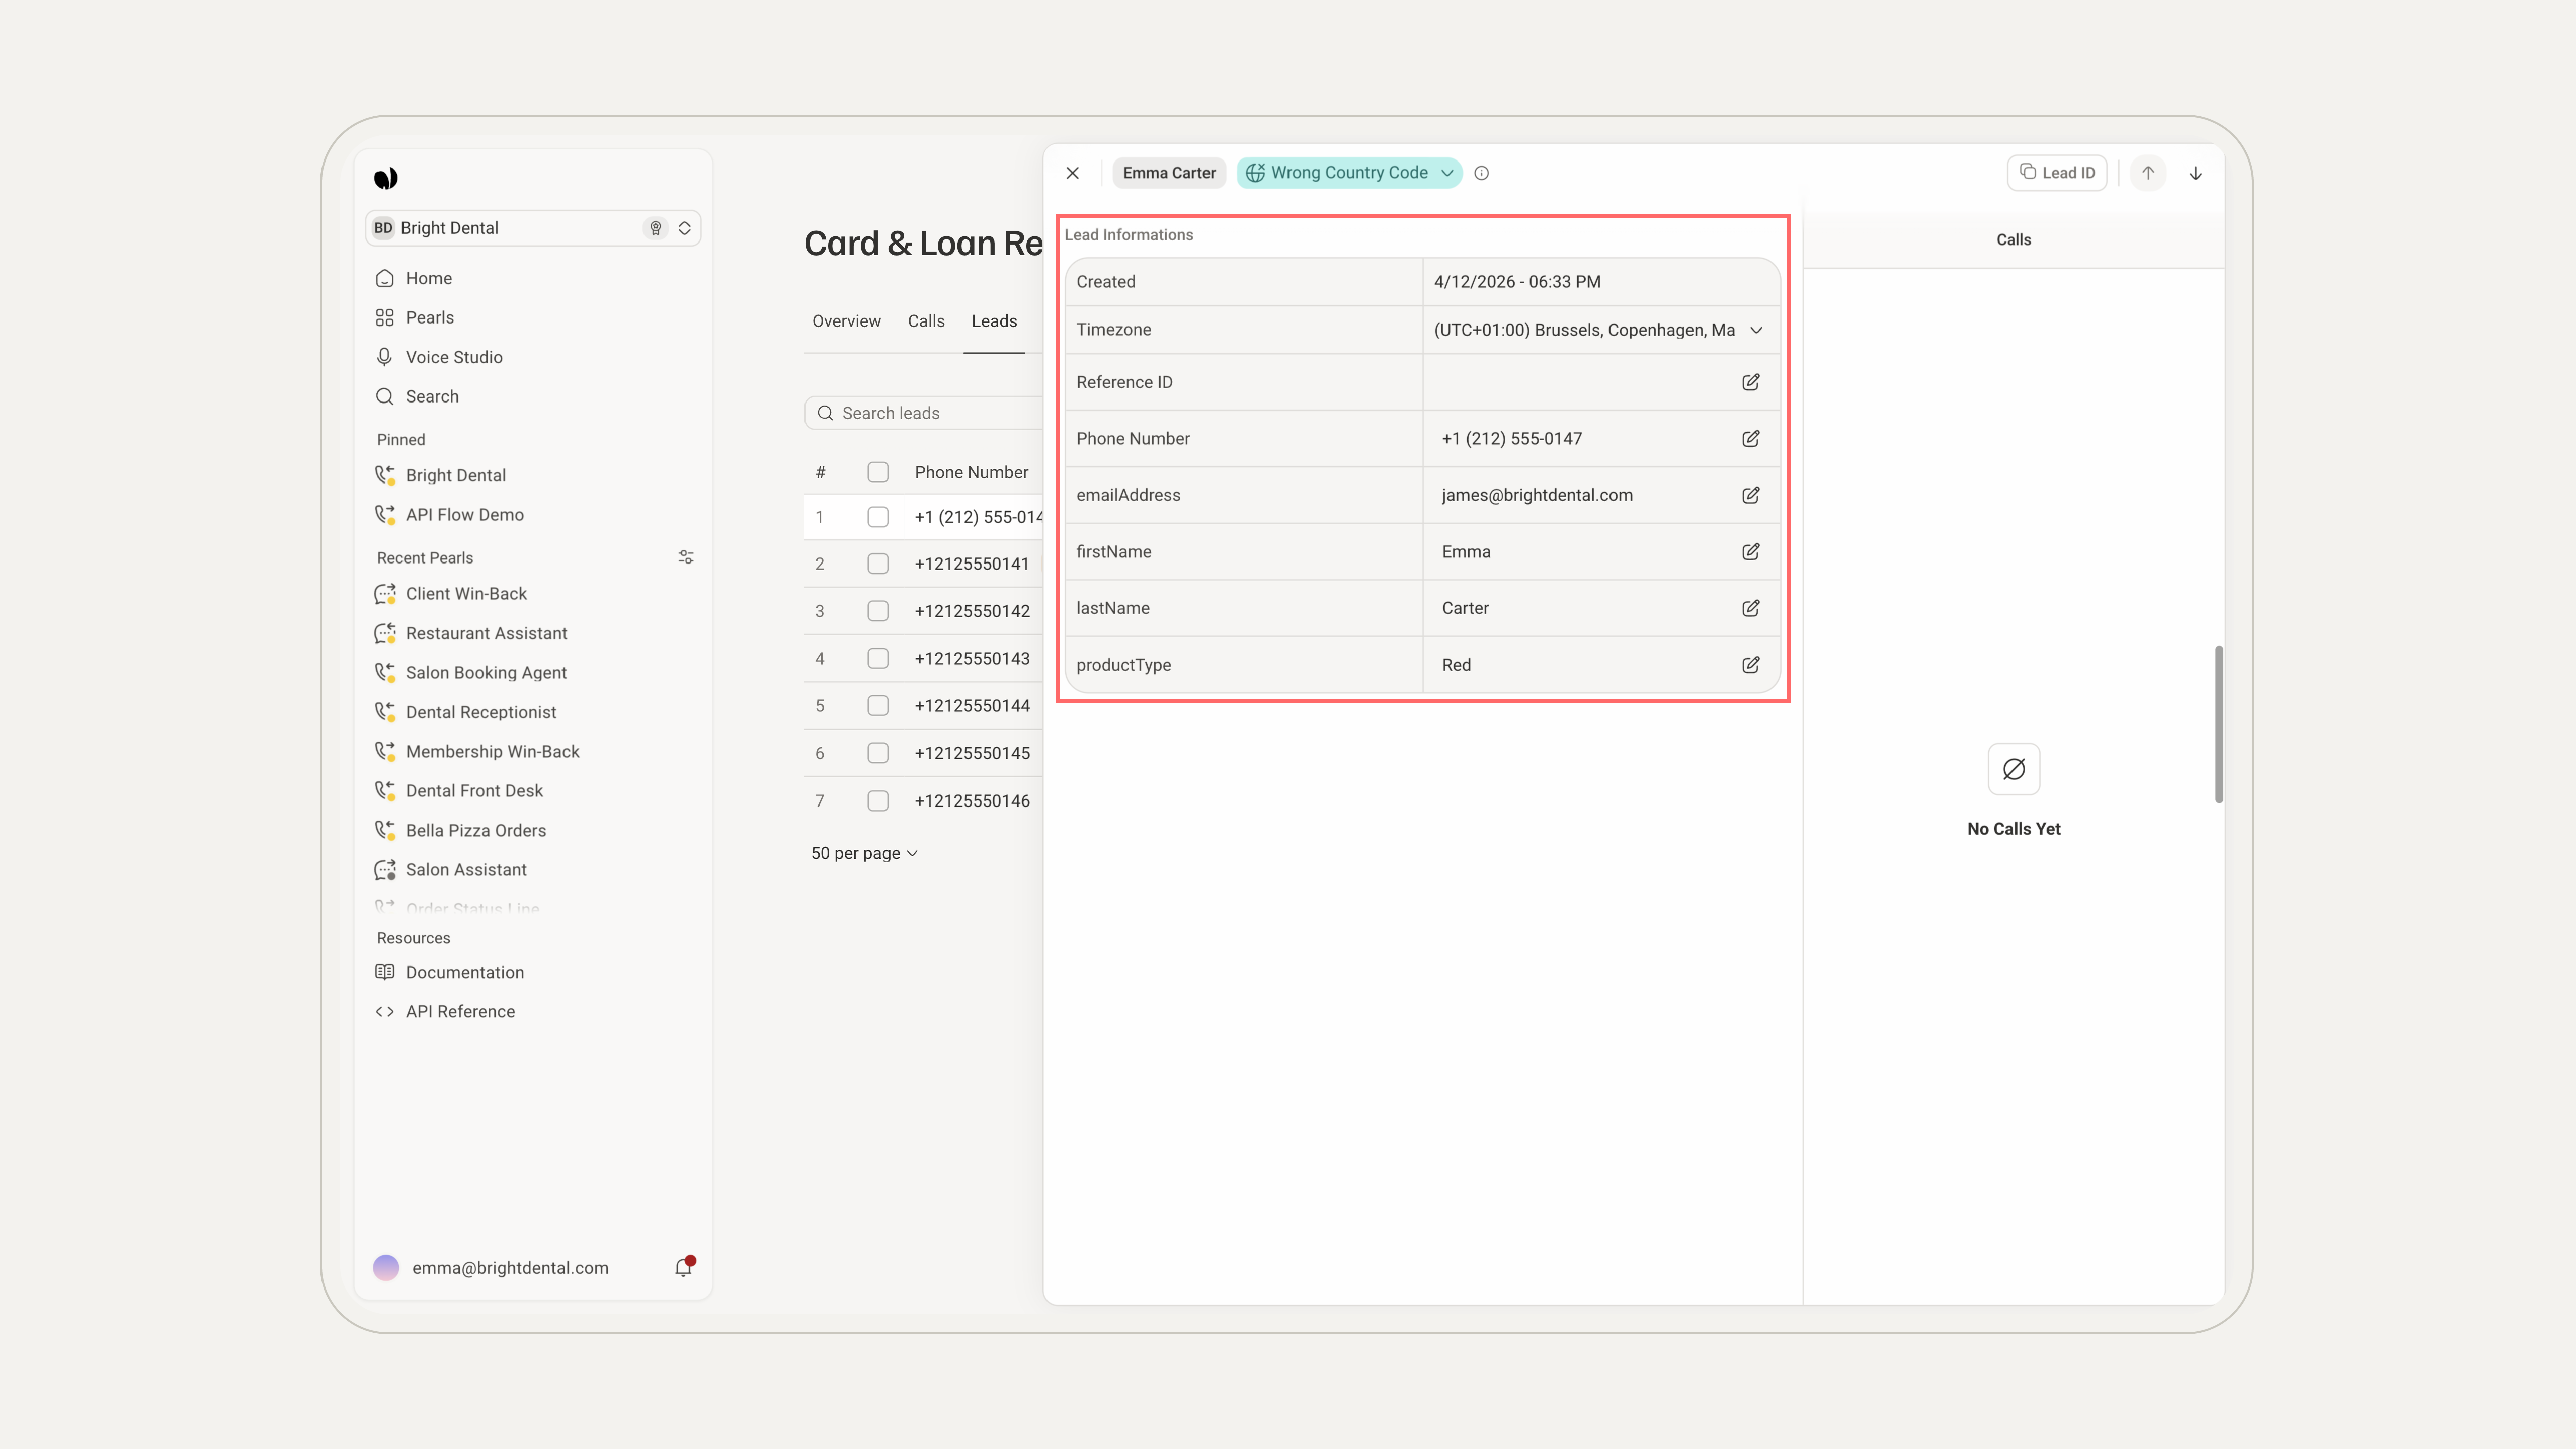 BD Bright Dental
Home
Pearls
Voice Studio
Search
Pinned
Bright Dental
API Flow Demo
Recent Pearls
Client Win-Back
Restaurant Assistant
Salon Booking Agent
Dental Receptionist
Membership Win-Back
Dental Front Desk
Bella Pizza Orders
Salon Assistant
Order Status Line
Resources
Documentation
API Reference
emma@brightdental.com
Card & Loan Re
Overview Calls Leads
Search leads
# Phone Number
1 +1 (212) 555-014
2 +12125550141
3 +12125550142
4 +12125550143
5 +12125550144
6 +12125550145
7 +12125550146
50 per page
Emma Carter Wrong Country Code Lead ID
Lead Informations
Created 4/12/2026 - 06:33 PM
Timezone (UTC+01:00) Brussels, Copenhagen, Ma
Reference ID
Phone Number +1 (212) 555-0147
emailAddress james@brightdental.com
firstName Emma
lastName Carter
productType Red
Calls
No Calls Yet